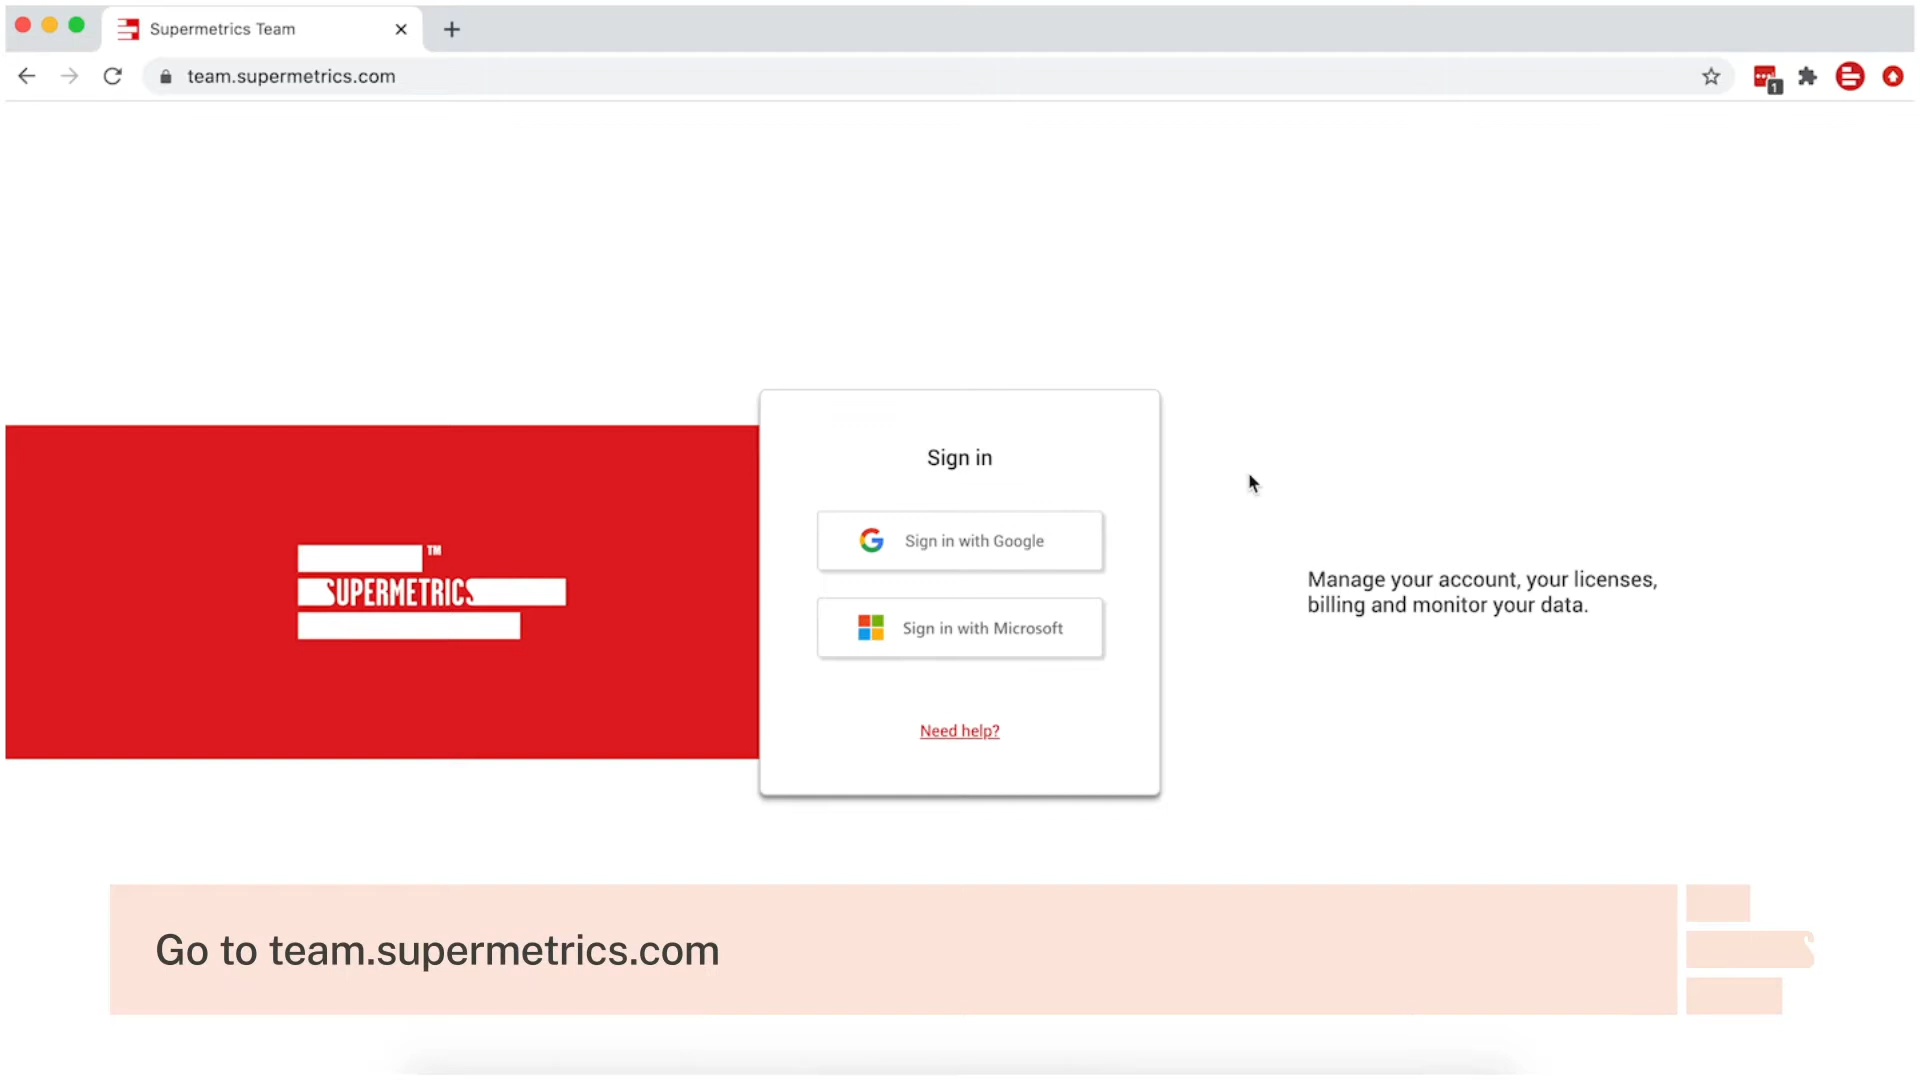 Supermetrics Team
team.supermetrics.com
1
Sign in
Sign in with Google
TM
SUPERMETRICS
Sign in with Microsoft
Manage your account, your licenses,
billing and monitor your data.
Need help?
Go to team.supermetrics.com